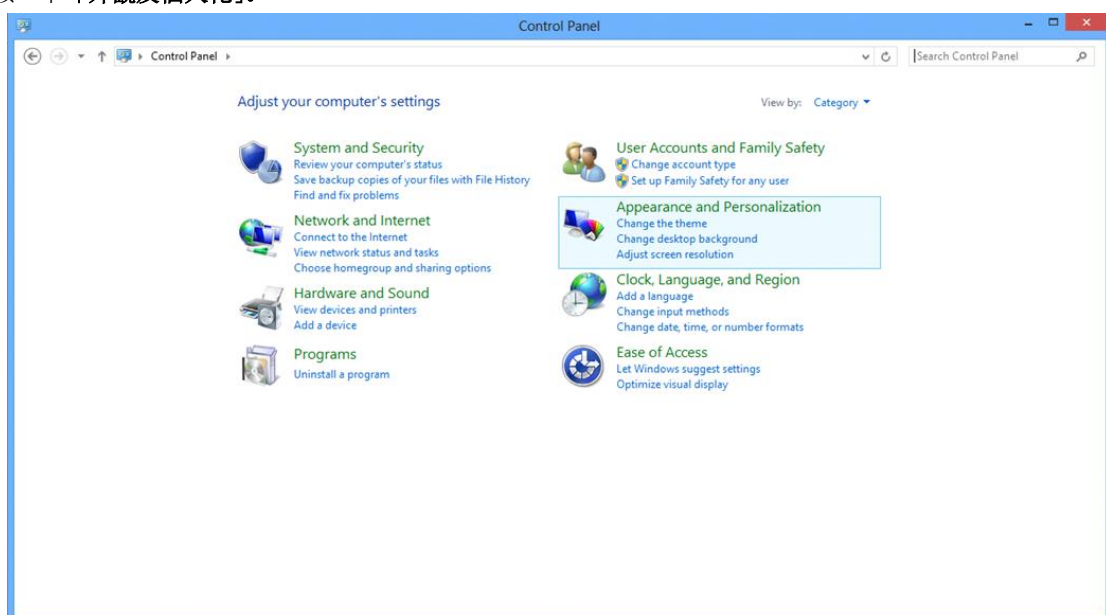 Control Panel
Control Panel
Search Control Panel
Adjust your computer's settings
View by: Category
System and Security
Review your computer's status
Save backup copies of your files with File History
Find and fix problems
Network and Internet
Connect to the Internet
View network status and tasks
Choose homegroup and sharing options
Hardware and Sound
View devices and printers
Add a device
Programs
Uninstall a program
User Accounts and Family Safety
Change account type
Set up Family Safety for any user
Appearance and Personalization
Change the theme
Change desktop background
Adjust screen resolution
Clock, Language, and Region
Add a language
Change input methods
Change date, time, or number formats
Ease of Access
Let Windows suggest settings
Optimize visual display